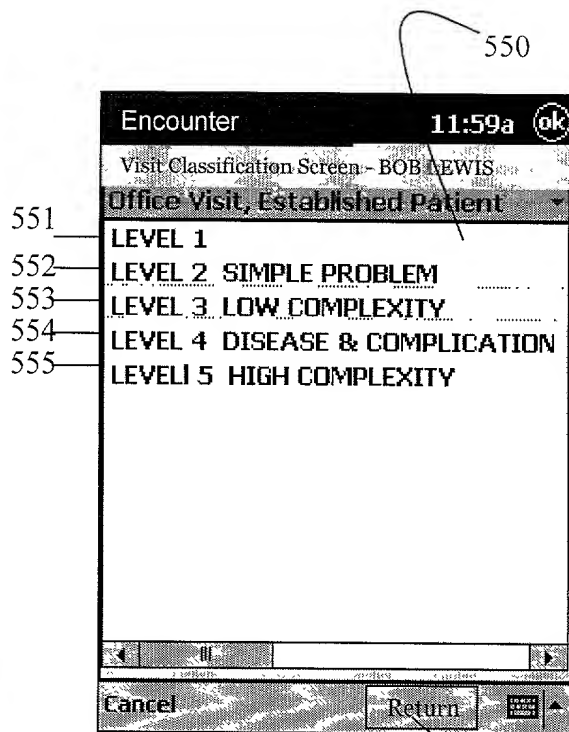 550
Encounter 11:59a ok
Visit Classification Screen - BOB LEWIS
Office Visit, Established Patient
551 LEVEL 1
552 LEVEL 2 SIMPLE PROBLEM
553 LEVEL 3 LOW COMPLEXITY
554 LEVEL 4 DISEASE & COMPLICATION
555 LEVELI 5 HIGH COMPLEXITY
Cancel Return